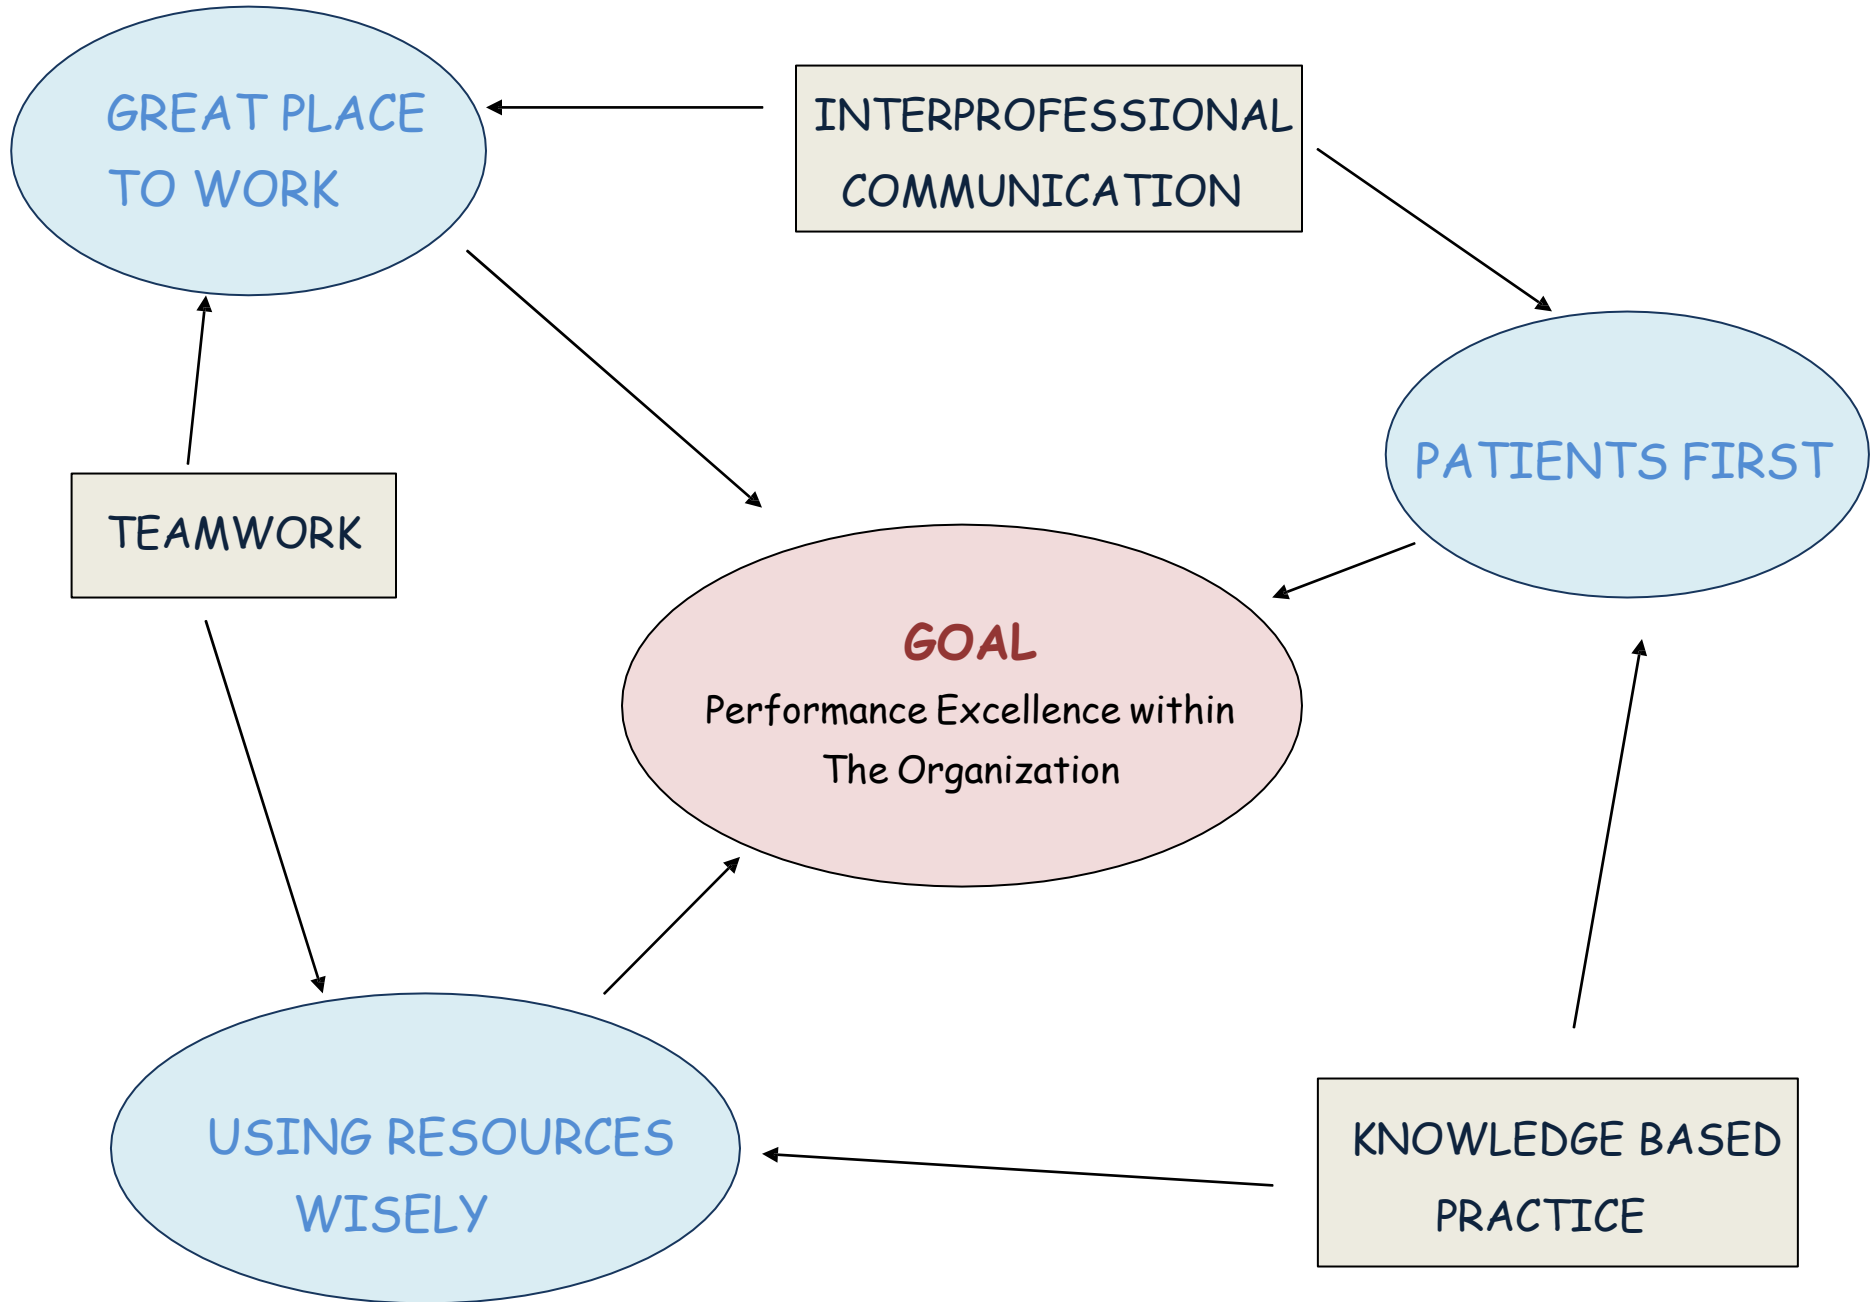 GREAT PLACE
TO WORK
INTERPROFESSIONAL
COMMUNICATION
PATIENTS FIRST
TEAMWORK
GOAL
Performance Excellence within
The Organization
USING RESOURCES
WISELY
KNOWLEDGE BASED
PRACTICE